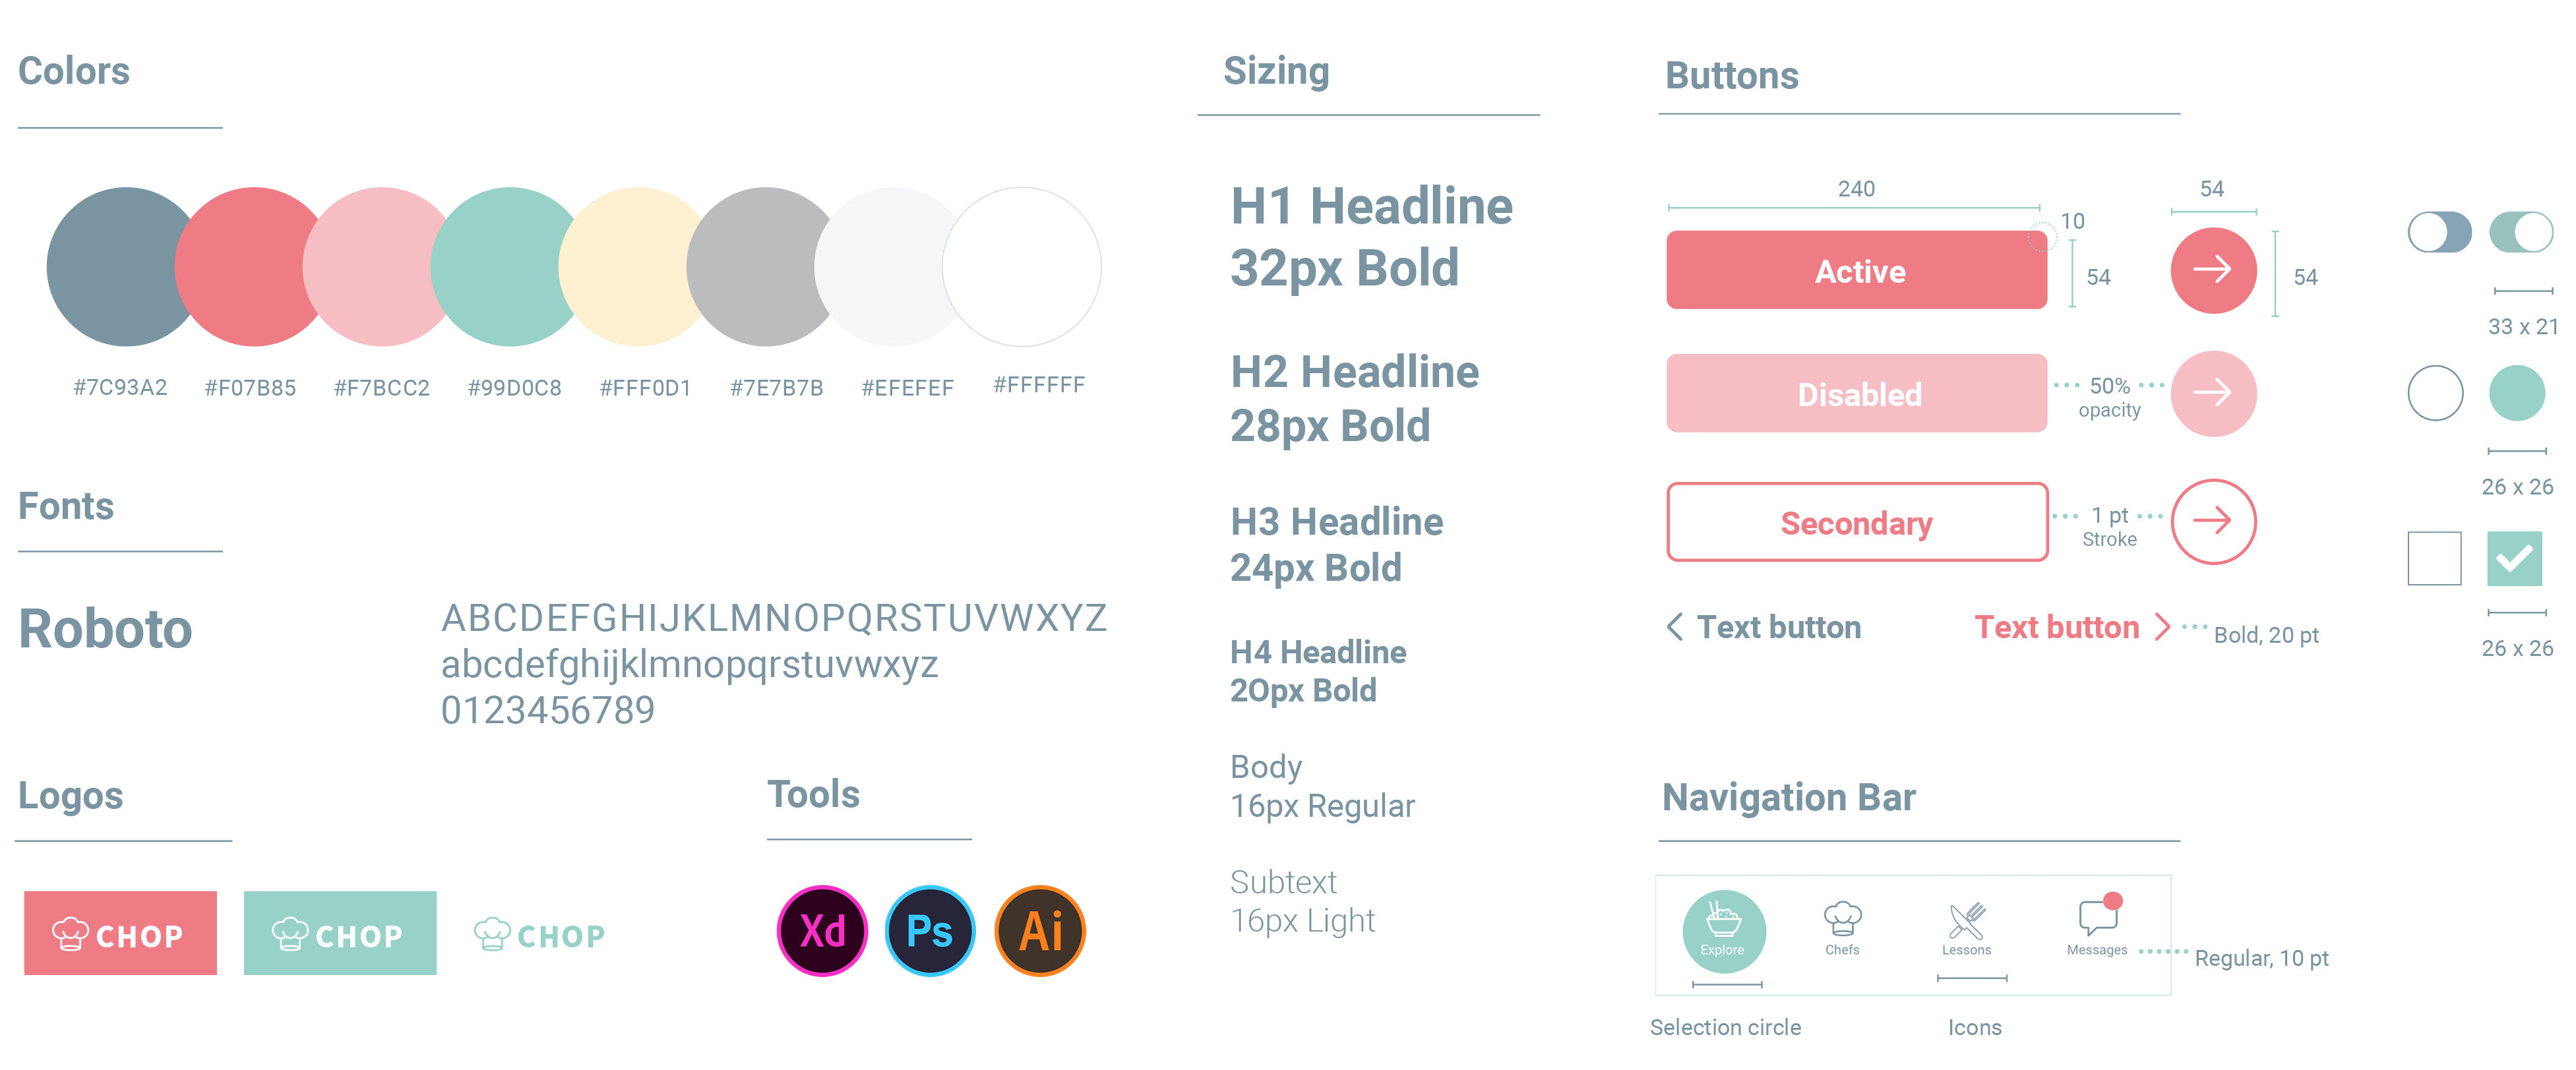 Colors
#7C93A2
#F07B85
#F7BCC2
#99D0C8
#FFF0D1
#7E7B7B
#EFEFEF
#FFFFFF
Fonts
Roboto
ABCDEFGHIJKLMNOPQRSTUVWXYZ
abcdefghijklmnopqrstuvwxyz
0123456789
Logos
CHOP
CHOP
CHOP
Tools
Xd
Ps
Ai
Sizing
H1 Headline
32px Bold
H2 Headline
28px Bold
H3 Headline
24px Bold
H4 Headline
2Opx Bold
Body
16px Regular
Subtext
16px Light
Buttons
240
10
54
Active
54
54
Disabled
50%
opacity
Secondary
1 pt
Stroke
Text button
Text button
Bold, 20 pt
33 x 21
26 x 26
26 x 26
Navigation Bar
Explore
Chefs
Lessons
Messages
Regular, 10 pt
Selection circle
Icons